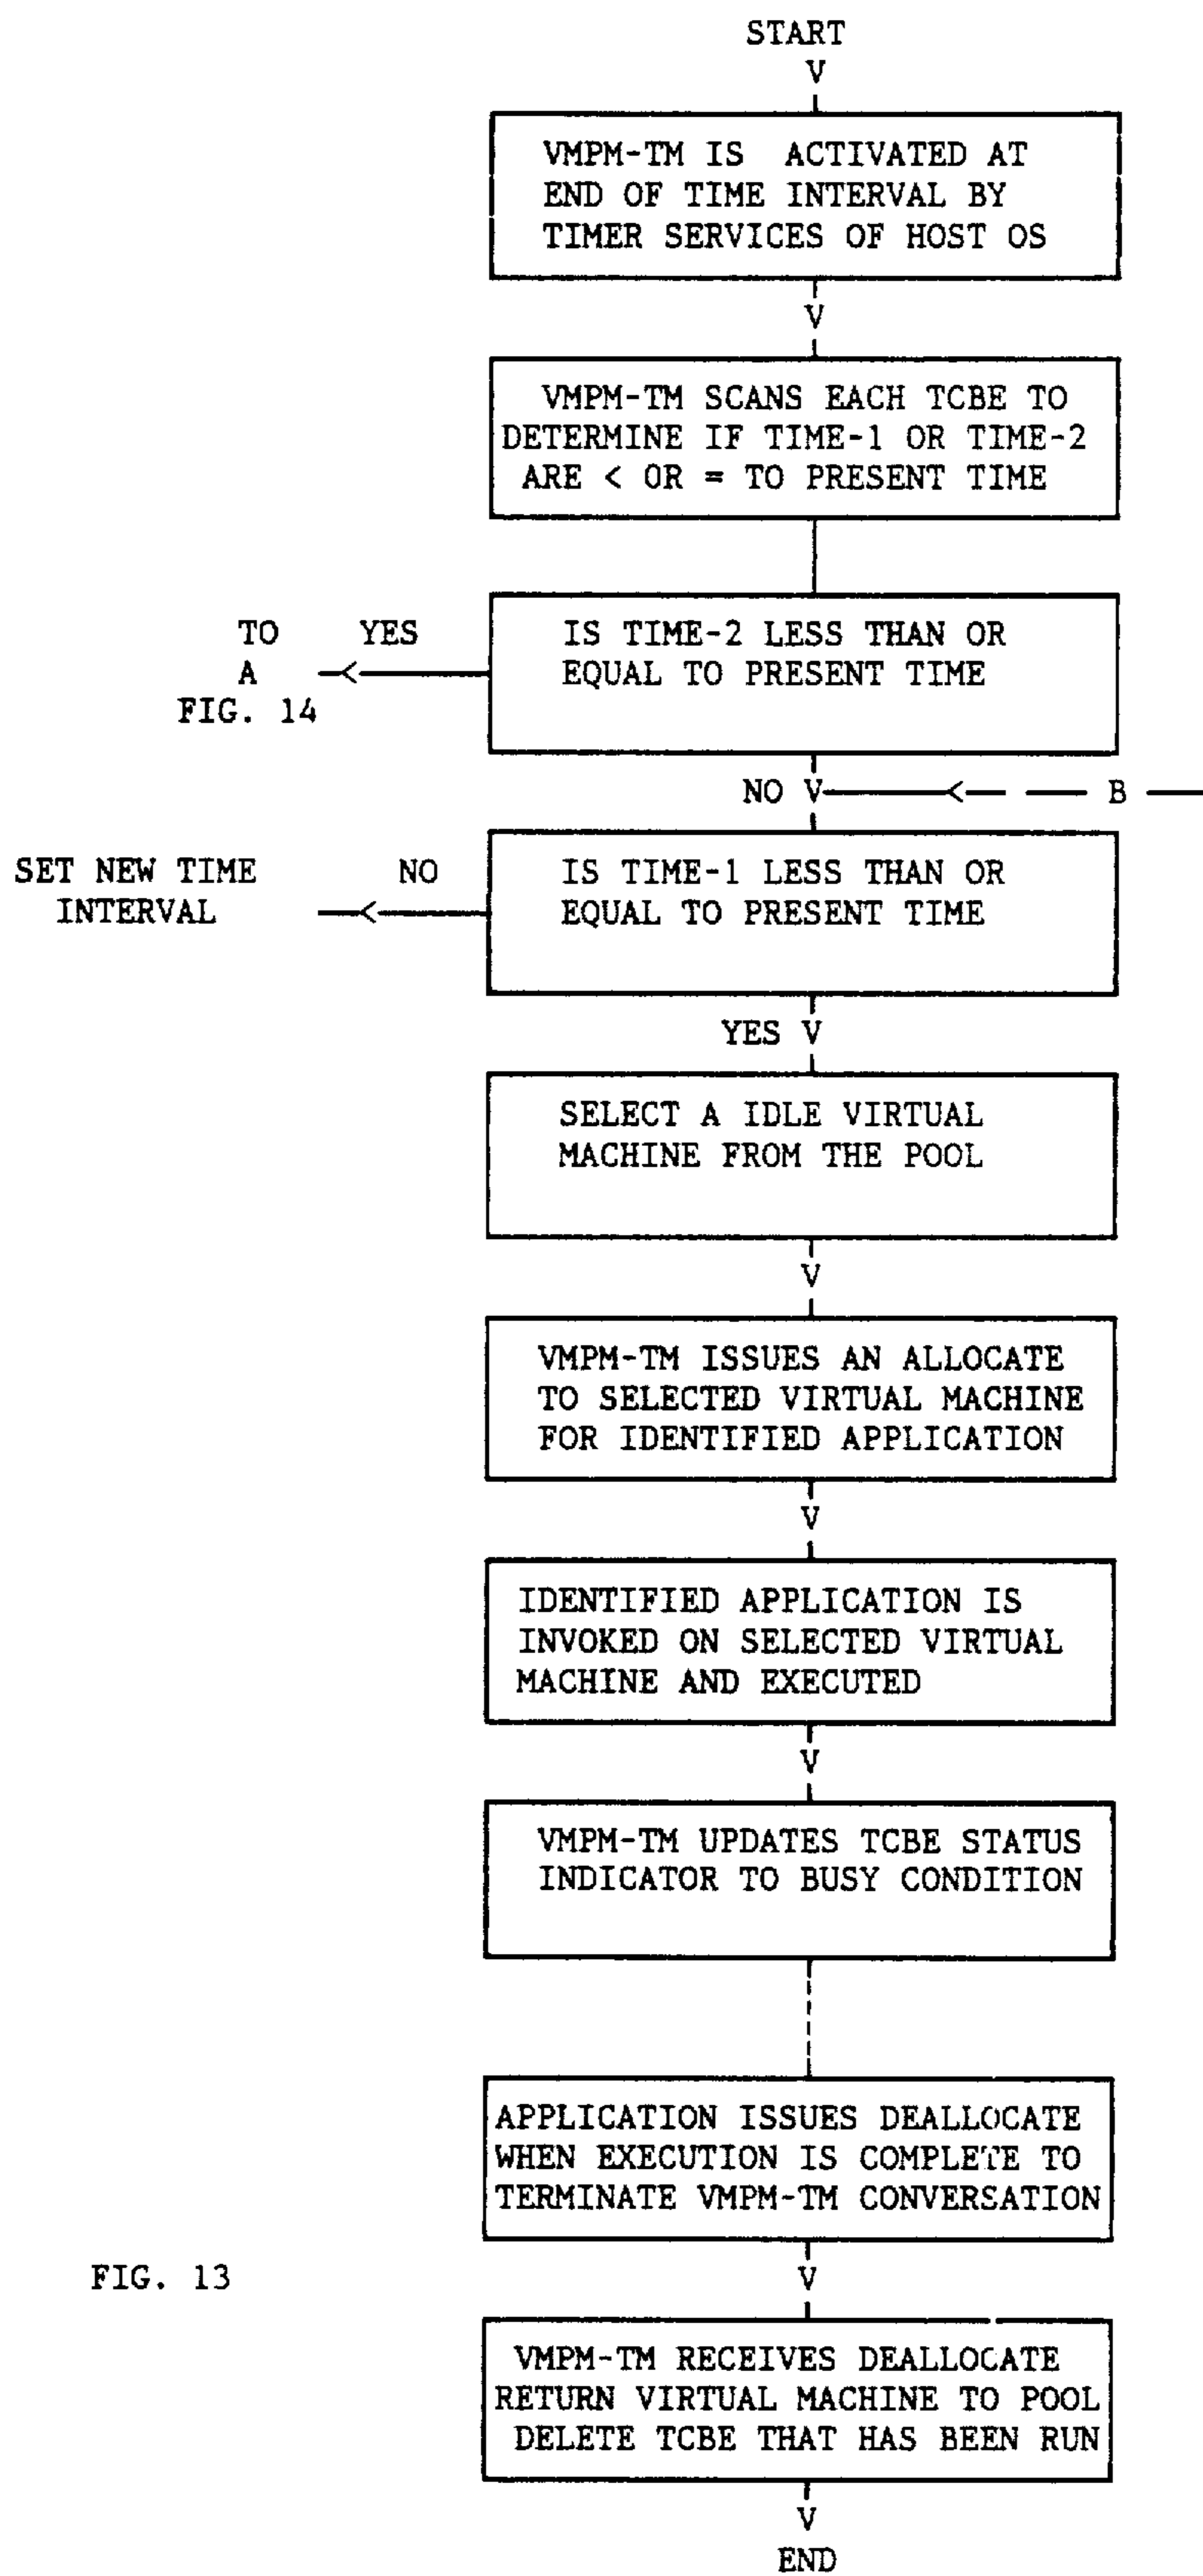 START
V
VMPM-TM IS ACTIVATED AT
END OF TIME INTERVAL BY
TIMER SERVICES OF HOST OS
V
VMPM-TM SCANS EACH TCBE TO
DETERMINE IF TIME-1 OR TIME-2
ARE < OR = TO PRESENT TIME
TO YES
A
FIG. 14
IS TIME-2 LESS THAN OR
EQUAL TO PRESENT TIME
NO V < B
SET NEW TIME
INTERVAL
NO
<
IS TIME-1 LESS THAN OR
EQUAL TO PRESENT TIME
YES V
SELECT A IDLE VIRTUAL
MACHINE FROM THE POOL
V
VMPM-TM ISSUES AN ALLOCATE
TO SELECTED VIRTUAL MACHINE
FOR IDENTIFIED APPLICATION
V
IDENTIFIED APPLICATION IS
INVOKED ON SELECTED VIRTUAL
MACHINE AND EXECUTED
V
VMPM-TM UPDATES TCBE STATUS
INDICATOR TO BUSY CONDITION
APPLICATION ISSUES DEALLOCATE
WHEN EXECUTION IS COMPLETE TO
TERMINATE VMPM-TM CONVERSATION
FIG. 13
V
VMPM-TM RECEIVES DEALLOCATE
RETURN VIRTUAL MACHINE TO POOL
DELETE TCBE THAT HAS BEEN RUN
V
END